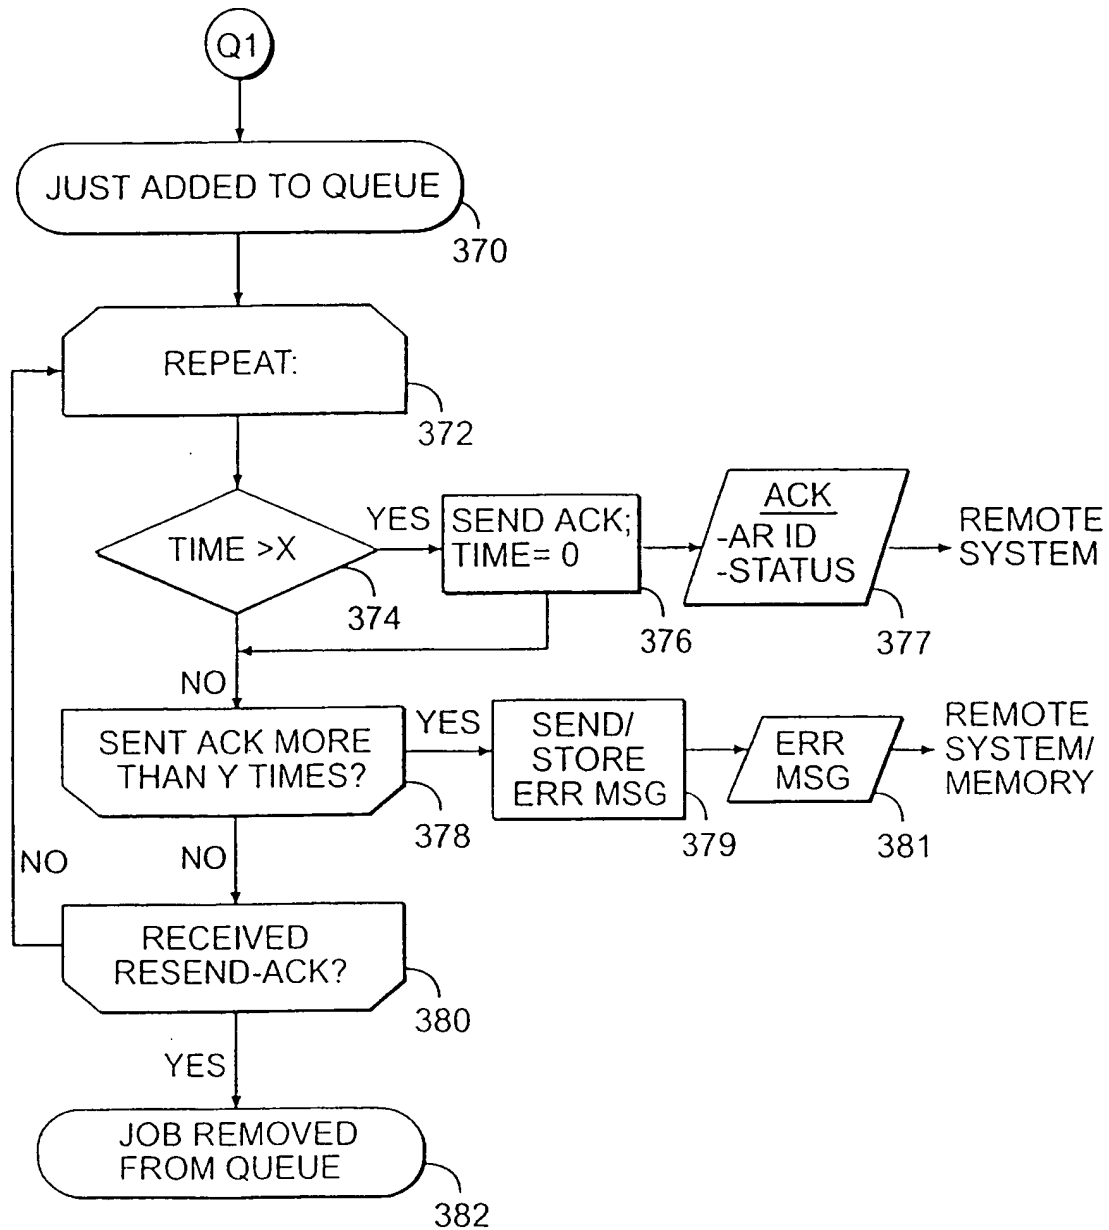 Q1
JUST ADDED TO QUEUE
370
REPEAT:
372
TIME >X
374
YES
SEND ACK;
TIME= 0
376
ACK
-AR ID
-STATUS
377
REMOTE
SYSTEM
NO
SENT ACK MORE
THAN Y TIMES?
378
YES
SEND/
STORE
ERR MSG
379
ERR
MSG
381
REMOTE
SYSTEM/
MEMORY
NO
NO
RECEIVED
RESEND-ACK?
380
YES
JOB REMOVED
FROM QUEUE
382